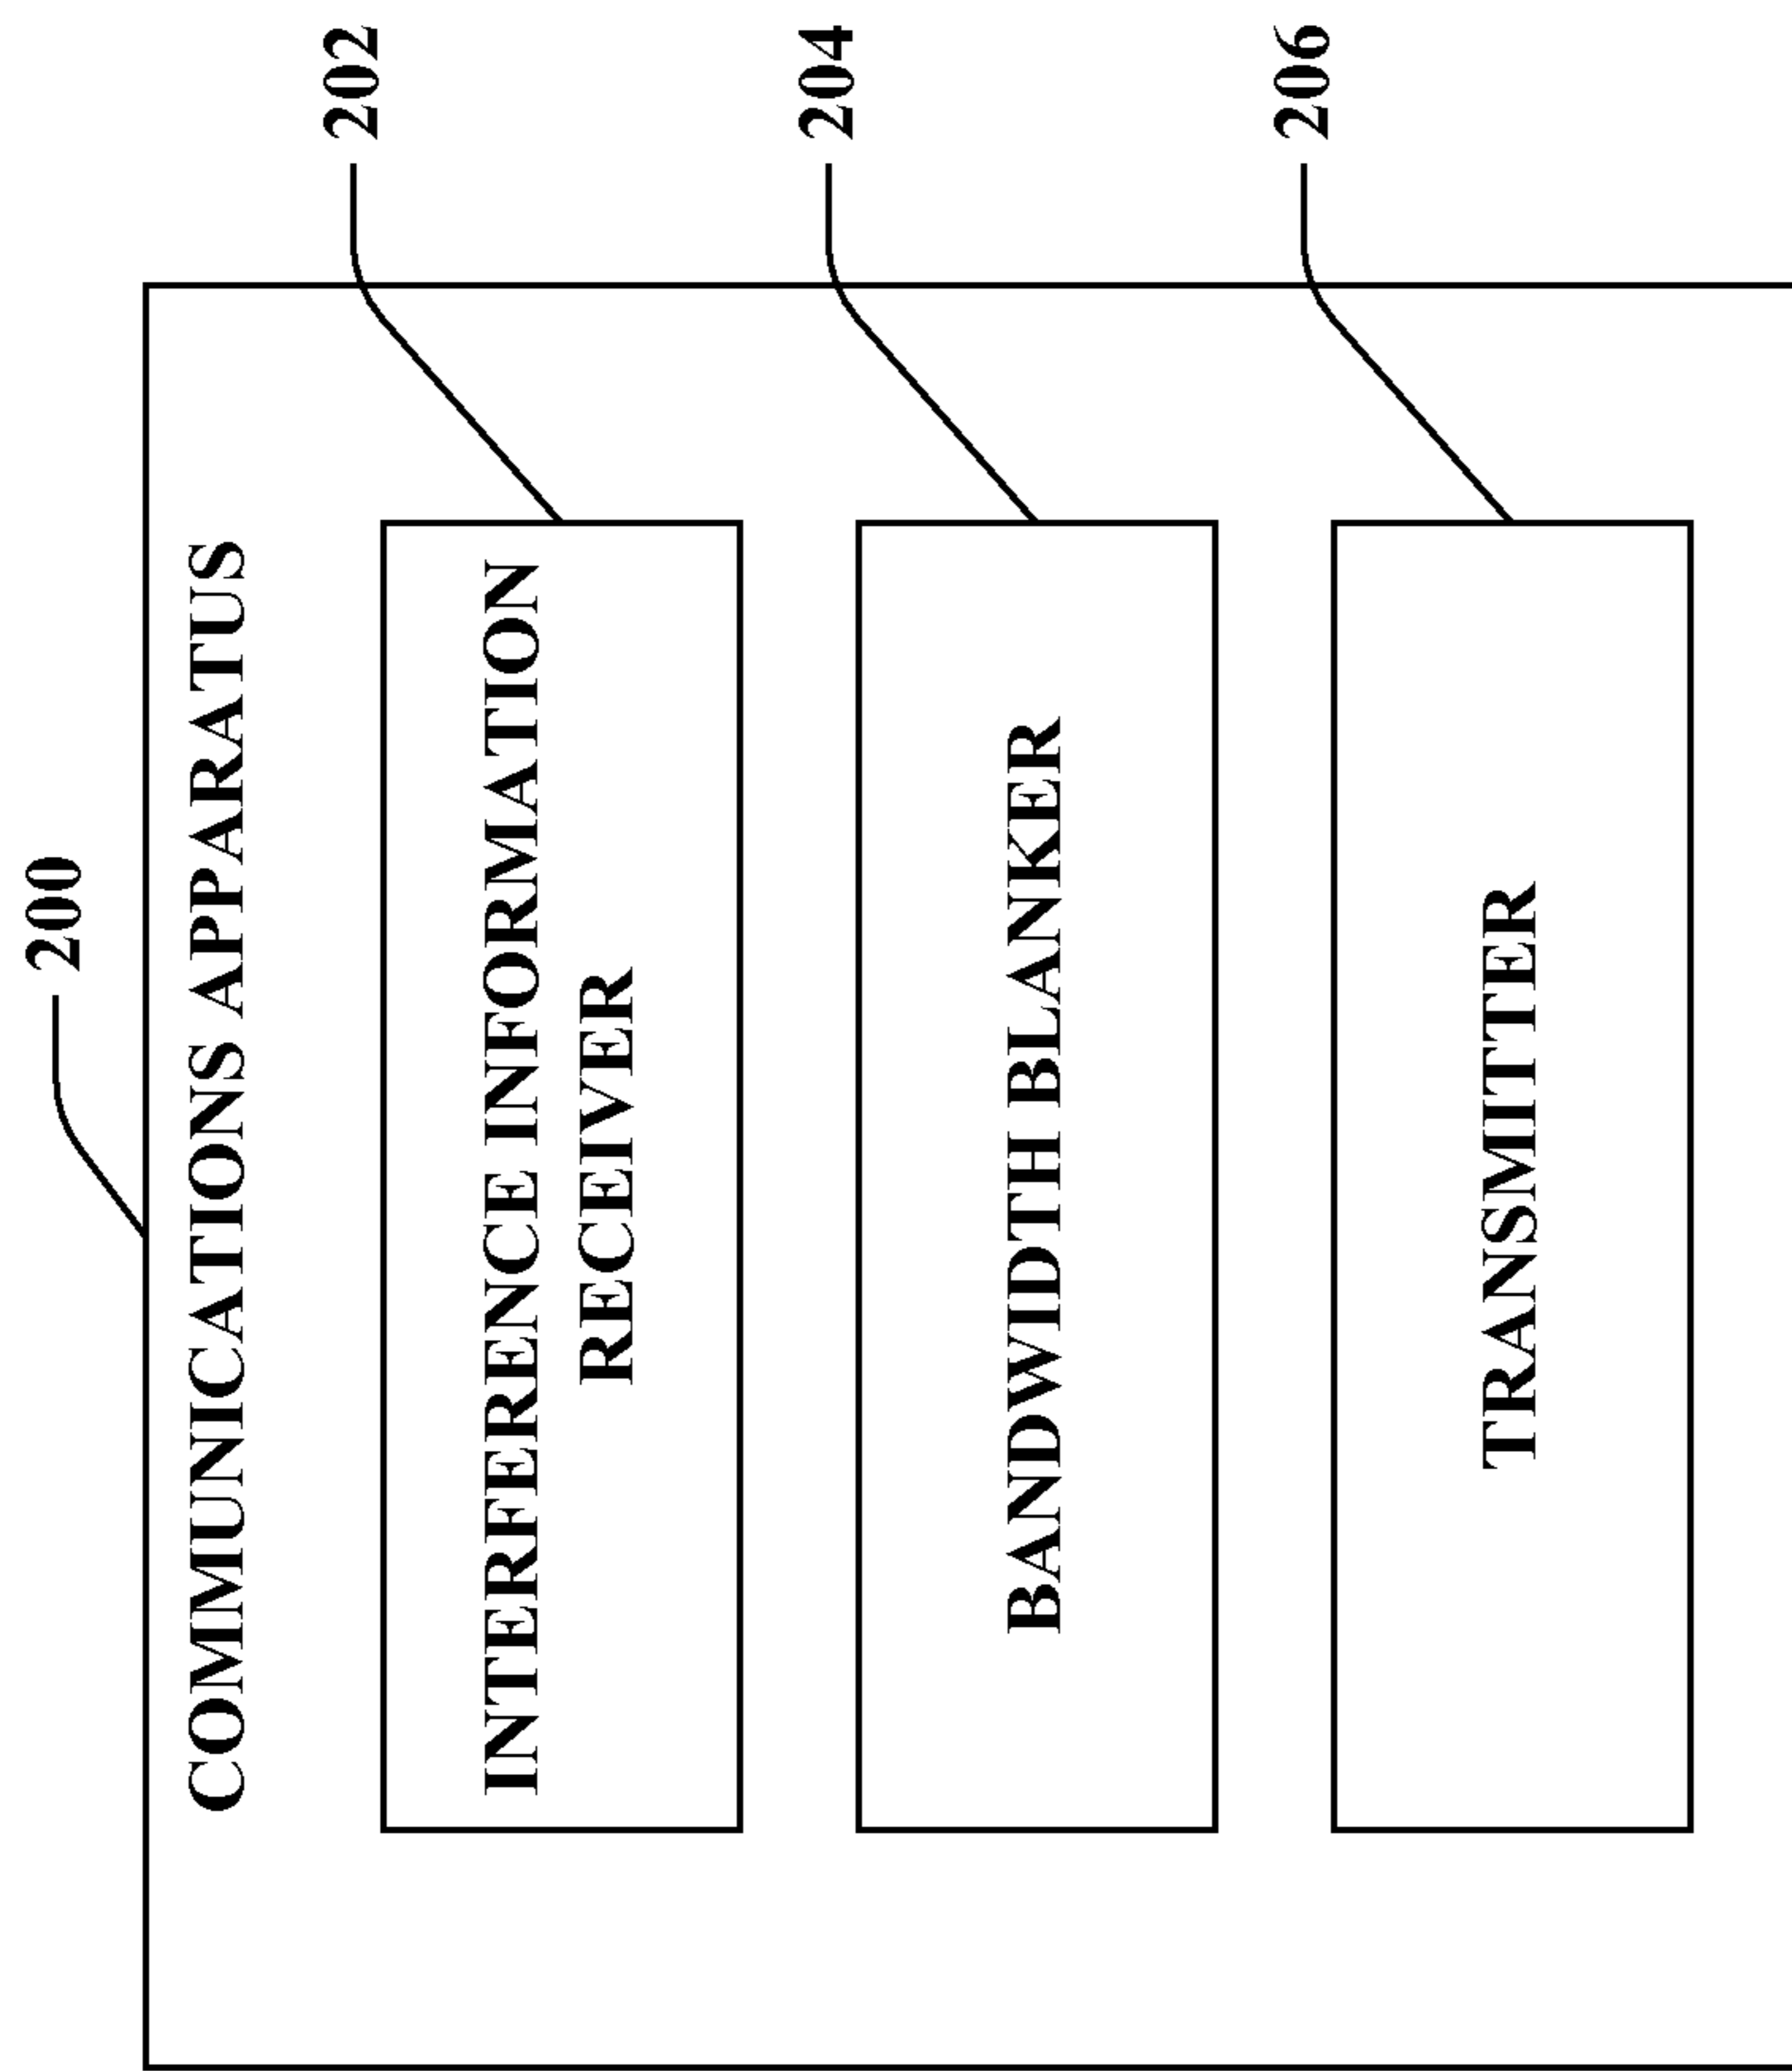 200
COMMUNICATIONS APPARATUS
202
INTERFERENCE INFORMATION
RECEIVER
204
BANDWIDTH BLANKER
206
TRANSMITTER